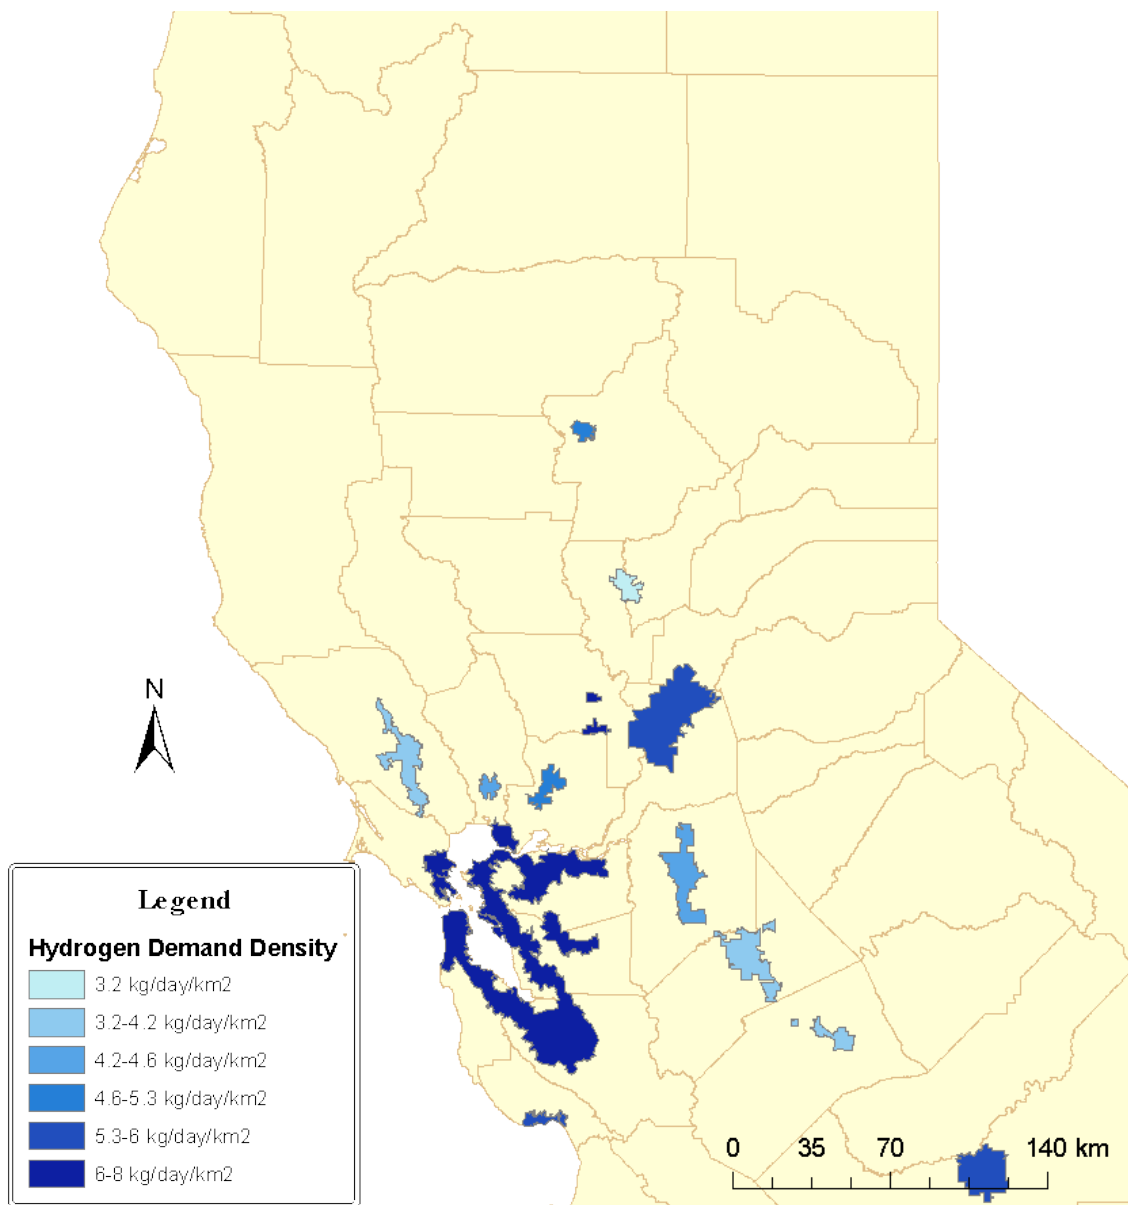 N
Legend
Hydrogen Demand Density
3.2 kg/day/km2
3.2-4.2 kg/day/km2
4.2-4.6 kg/day/km2
4.6-5.3 kg/day/km2
5.3-6 kg/day/km2
6-8 kg/day/km2
0 35 70 140 km